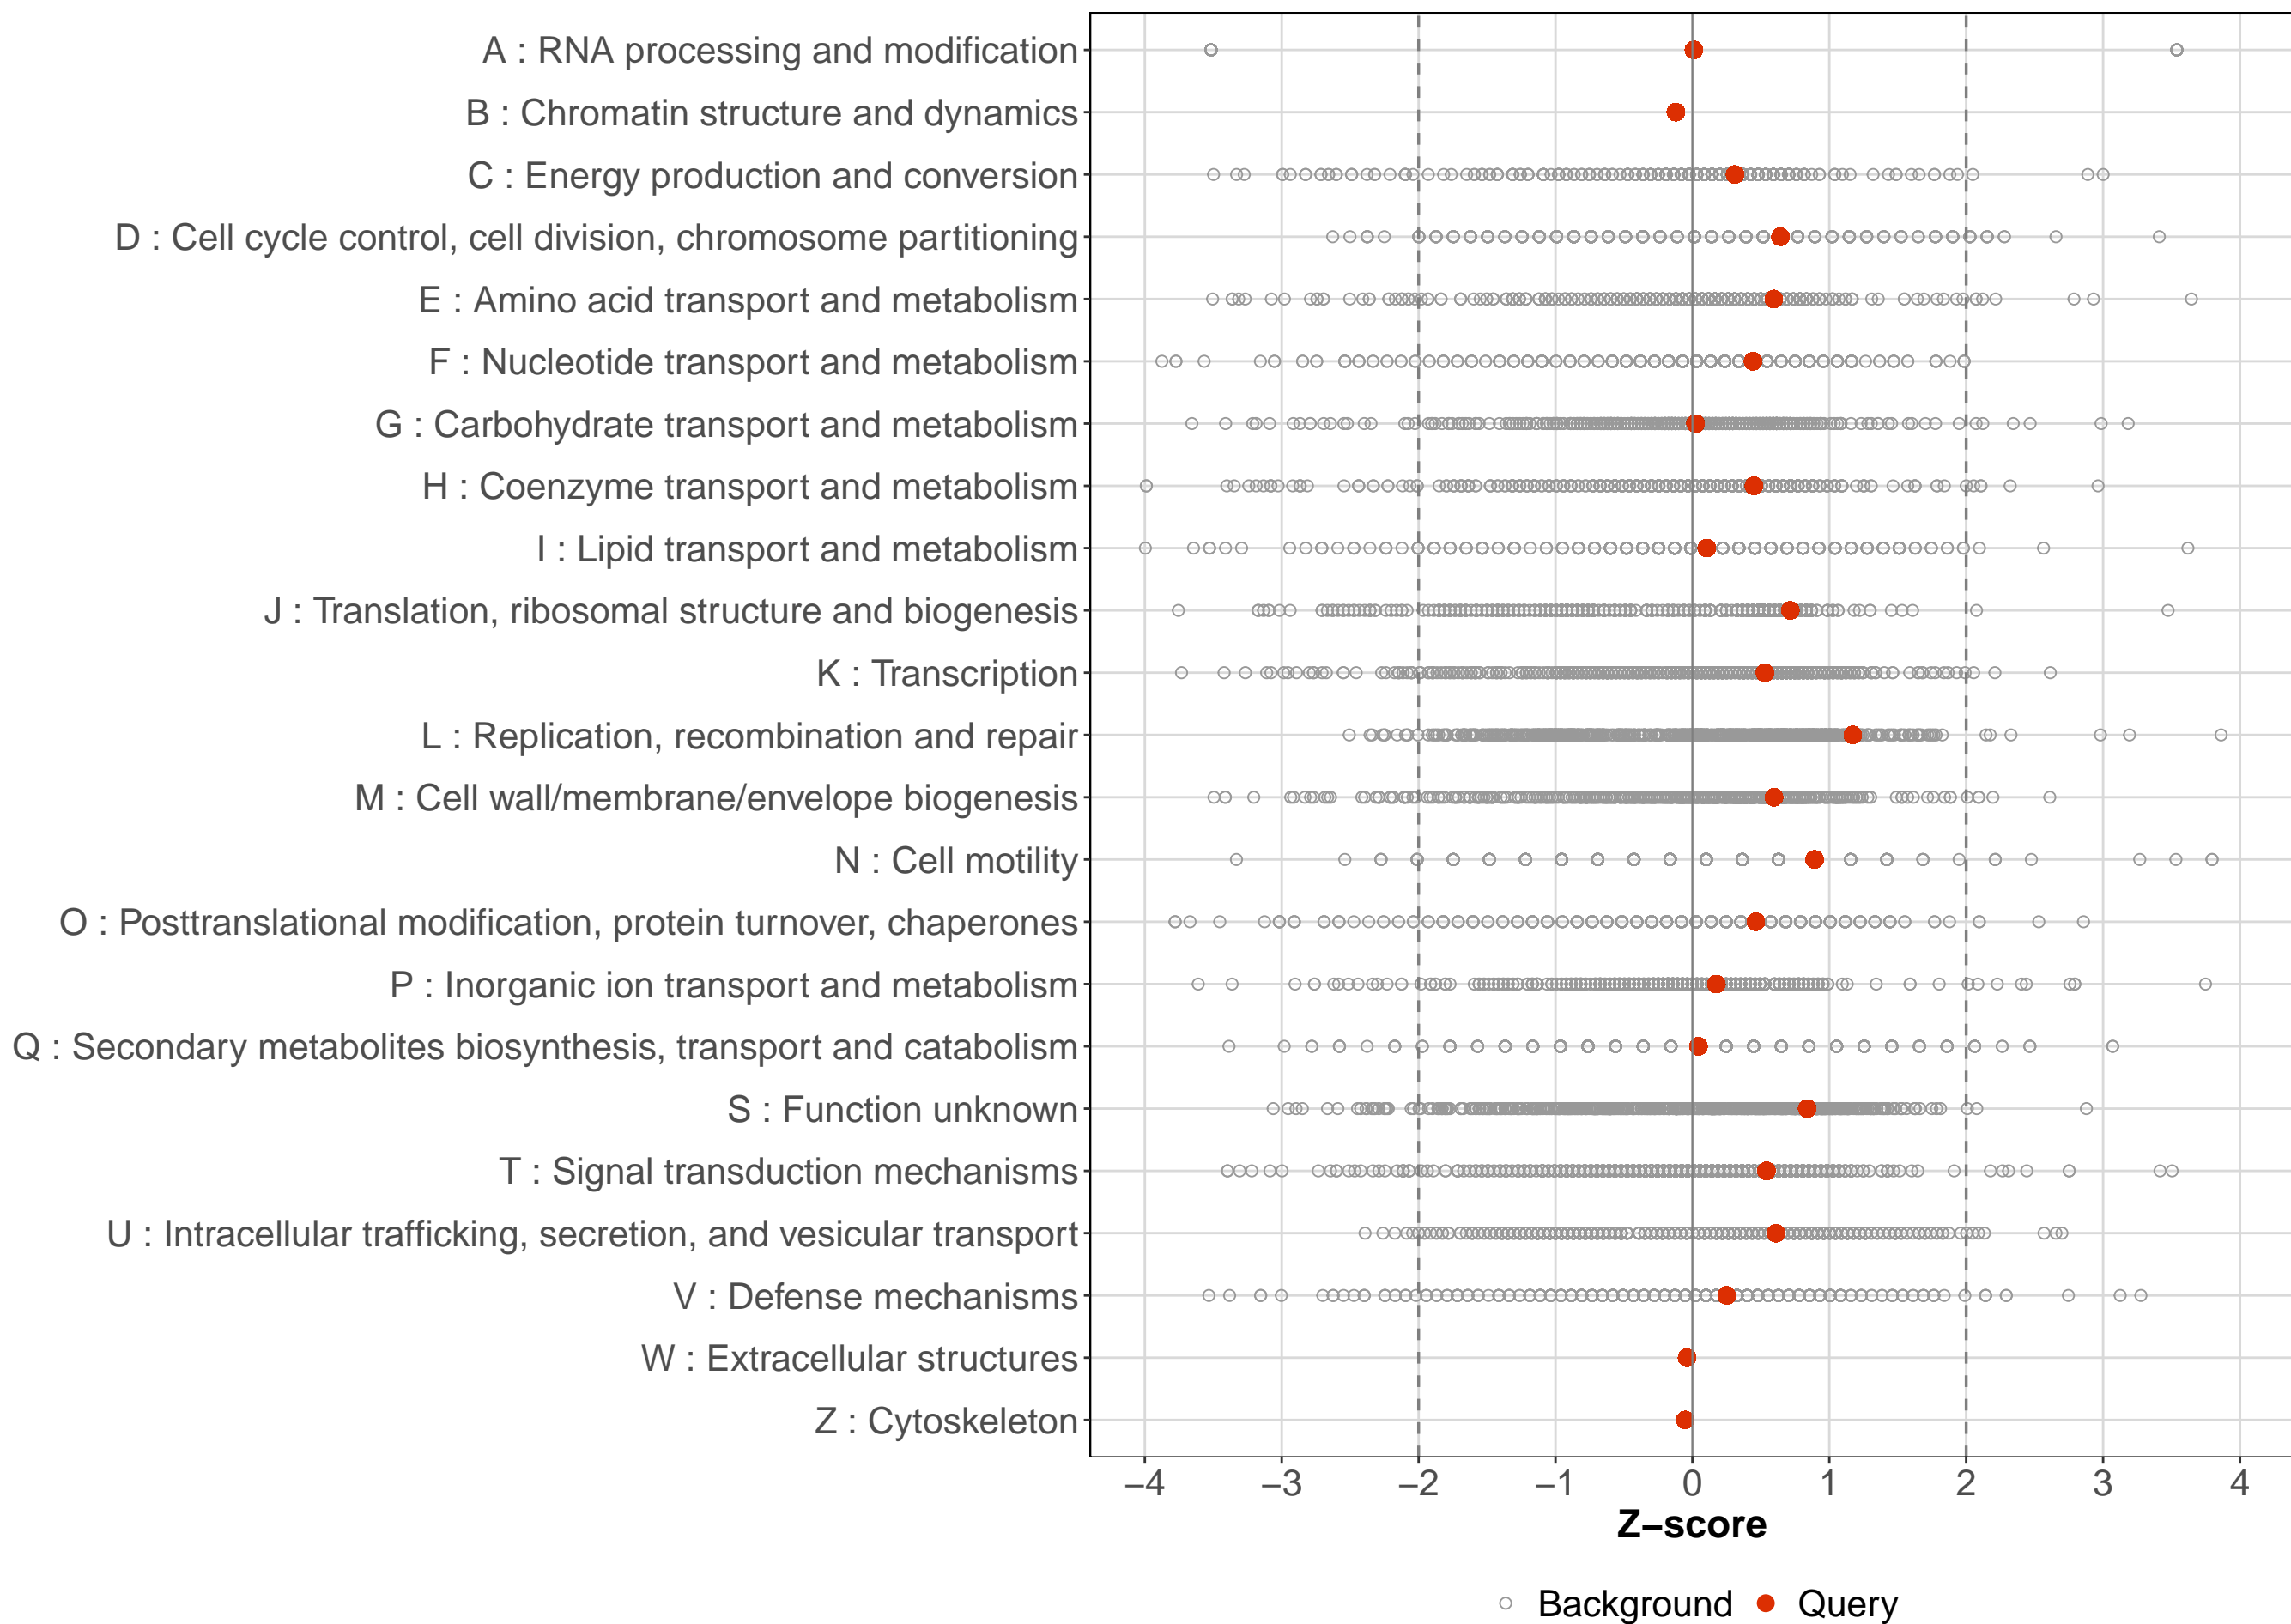 A : RNA processing and modification
B : Chromatin structure and dynamics
C : Energy production and conversion
D : Cell cycle control, cell division, chromosome partitioning
E : Amino acid transport and metabolism
F : Nucleotide transport and metabolism
G : Carbohydrate transport and metabolism
H : Coenzyme transport and metabolism
I : Lipid transport and metabolism
J : Translation, ribosomal structure and biogenesis
K : Transcription
L : Replication, recombination and repair
M : Cell wall/membrane/envelope biogenesis
N : Cell motility
O : Posttranslational modification, protein turnover, chaperones
P : Inorganic ion transport and metabolism
Q : Secondary metabolites biosynthesis, transport and catabolism
S : Function unknown
T : Signal transduction mechanisms
U : Intracellular trafficking, secretion, and vesicular transport
V : Defense mechanisms
W : Extracellular structures
Z : Cytoskeleton
−4 −3 −2 −1 0 1 2 3 4
Z−score
Background Query